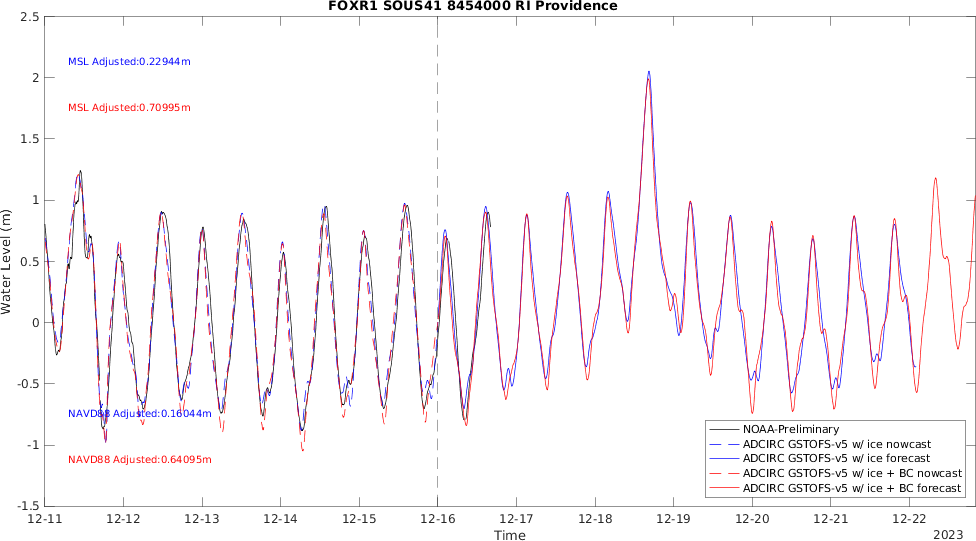 FOXR1 SOUS41 8454000 RI Providence
2.5
2
1.5
1
0.5
0
-0.5
-1
-1.5
Water Level (m)
MSL Adjusted:0.22944m
MSL Adjusted:0.70995m
NAVD88 Adjusted:0.16044m
NAVD88 Adjusted:0.64095m
NOAA-Preliminary
ADCIRC GSTOFS-v5 w/ ice nowcast
ADCIRC GSTOFS-v5 w/ ice forecast
ADCIRC GSTOFS-v5 w/ ice + BC nowcast
ADCIRC GSTOFS-v5 w/ ice + BC forecast
12-11 12-12 12-13 12-14 12-15 12-16 12-17 12-18 12-19 12-20 12-21 12-22
Time
2023